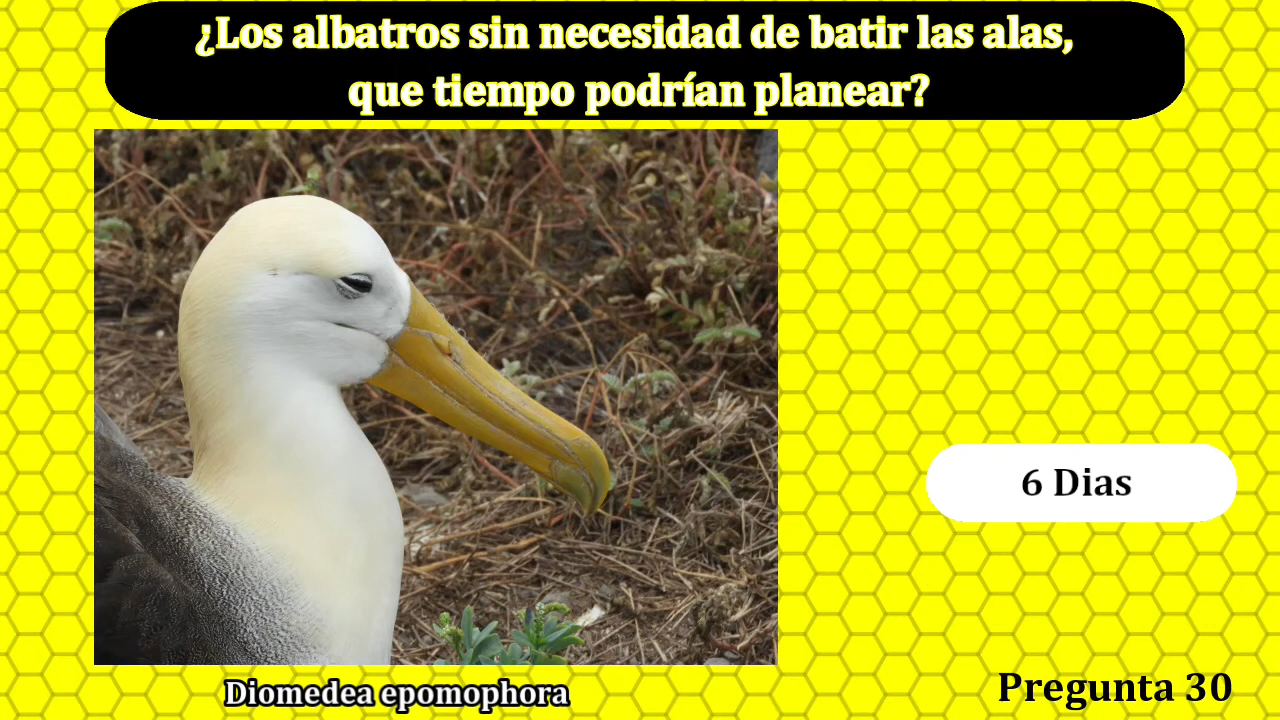 ¿Los albatros sin necesidad de batir las alas,
que tiempo podrían planear?
6 Dias
Diomedea epomophora
Pregunta 30